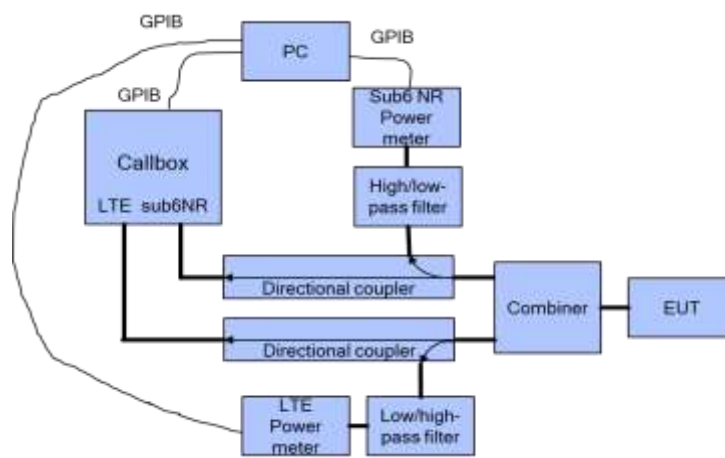 GPIB
GPIB
PC
GPIB
Sub6 NR
Power
meter
Callbox
LTE sub6NR
High/low-
pass filter
Directional coupler
Combiner
EUT
Directional coupler
LTE
Power
meter
Low/high-
pass filter